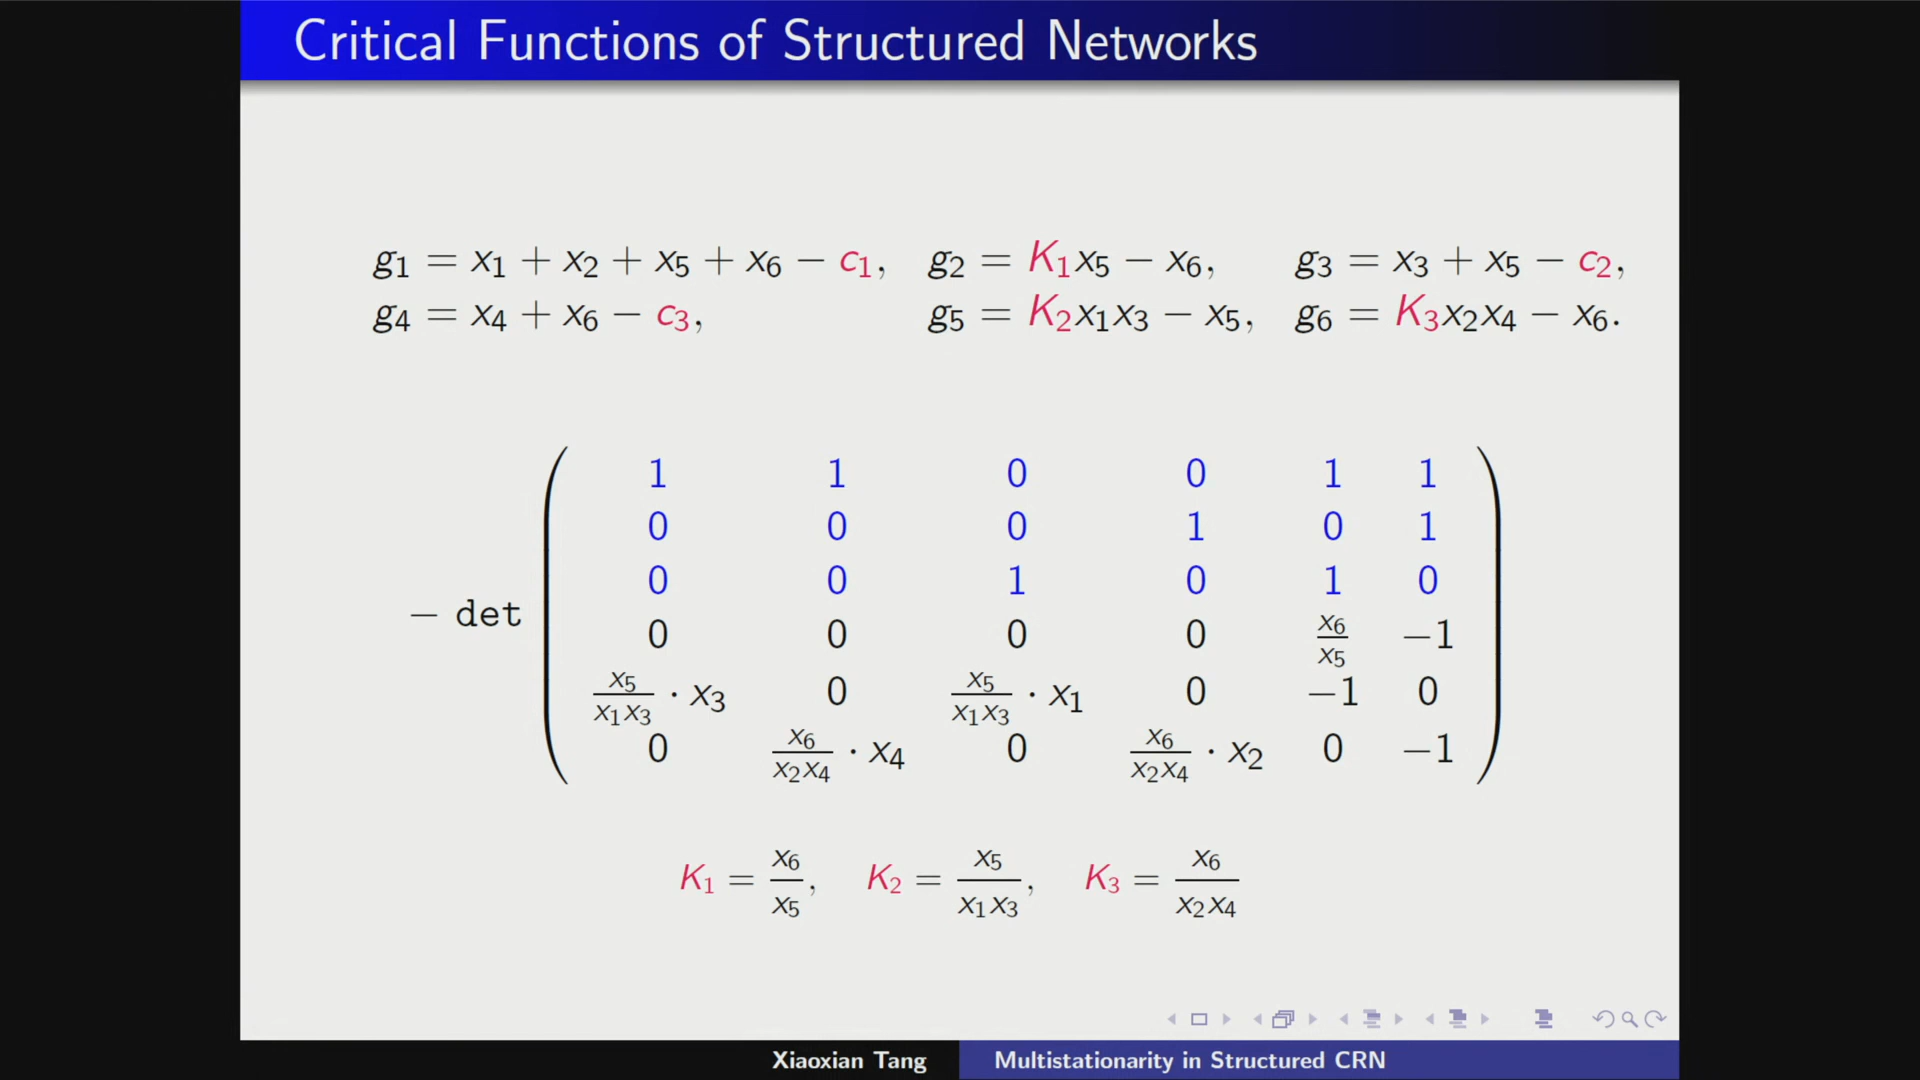 Critical Functions of Structured Networks
g₁ = x₁ + x₂ + x₅ + x₆ − c₁, g₂ = K₁x₅ − x₆, g₃ = x₃ + x₅ − c₂,
g₄ = x₄ + x₆ − c₃, g₅ = K₂x₁x₃ − x₅, g₆ = K₃x₂x₄ − x₆.
1 1 0 0 1 1
0 0 0 1 0 1
0 0 1 0 1 0
− det
0 0 0 0 x₆/x₅ −1
x₅/(x₁x₃) · x₃ 0 x₅/(x₁x₃) · x₁ 0 −1 0
0 x₆/(x₂x₄) · x₄ 0 x₆/(x₂x₄) · x₂ 0 −1
K₁ = x₆/x₅, K₂ = x₅/(x₁x₃), K₃ = x₆/(x₂x₄)
Xiaoxian Tang Multistationarity in Structured CRN